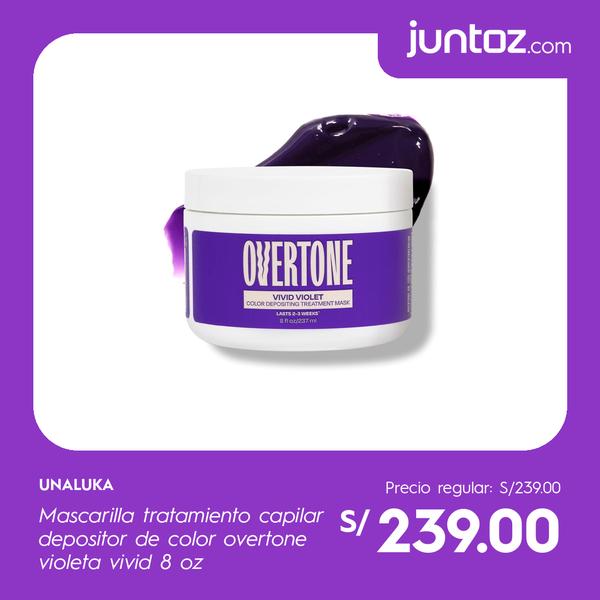 juntoz.com
OVERTONE
VIVID VIOLET
COLOR DEPOSITING TREATMENT MASK
LASTS 2-3 WEEKS*
8 fl oz/237 ml
UNALUKA
Mascarilla tratamiento capilar
depositor de color overtone
violeta vivid 8 oz
Precio regular: S/239.00
S/ 239.00